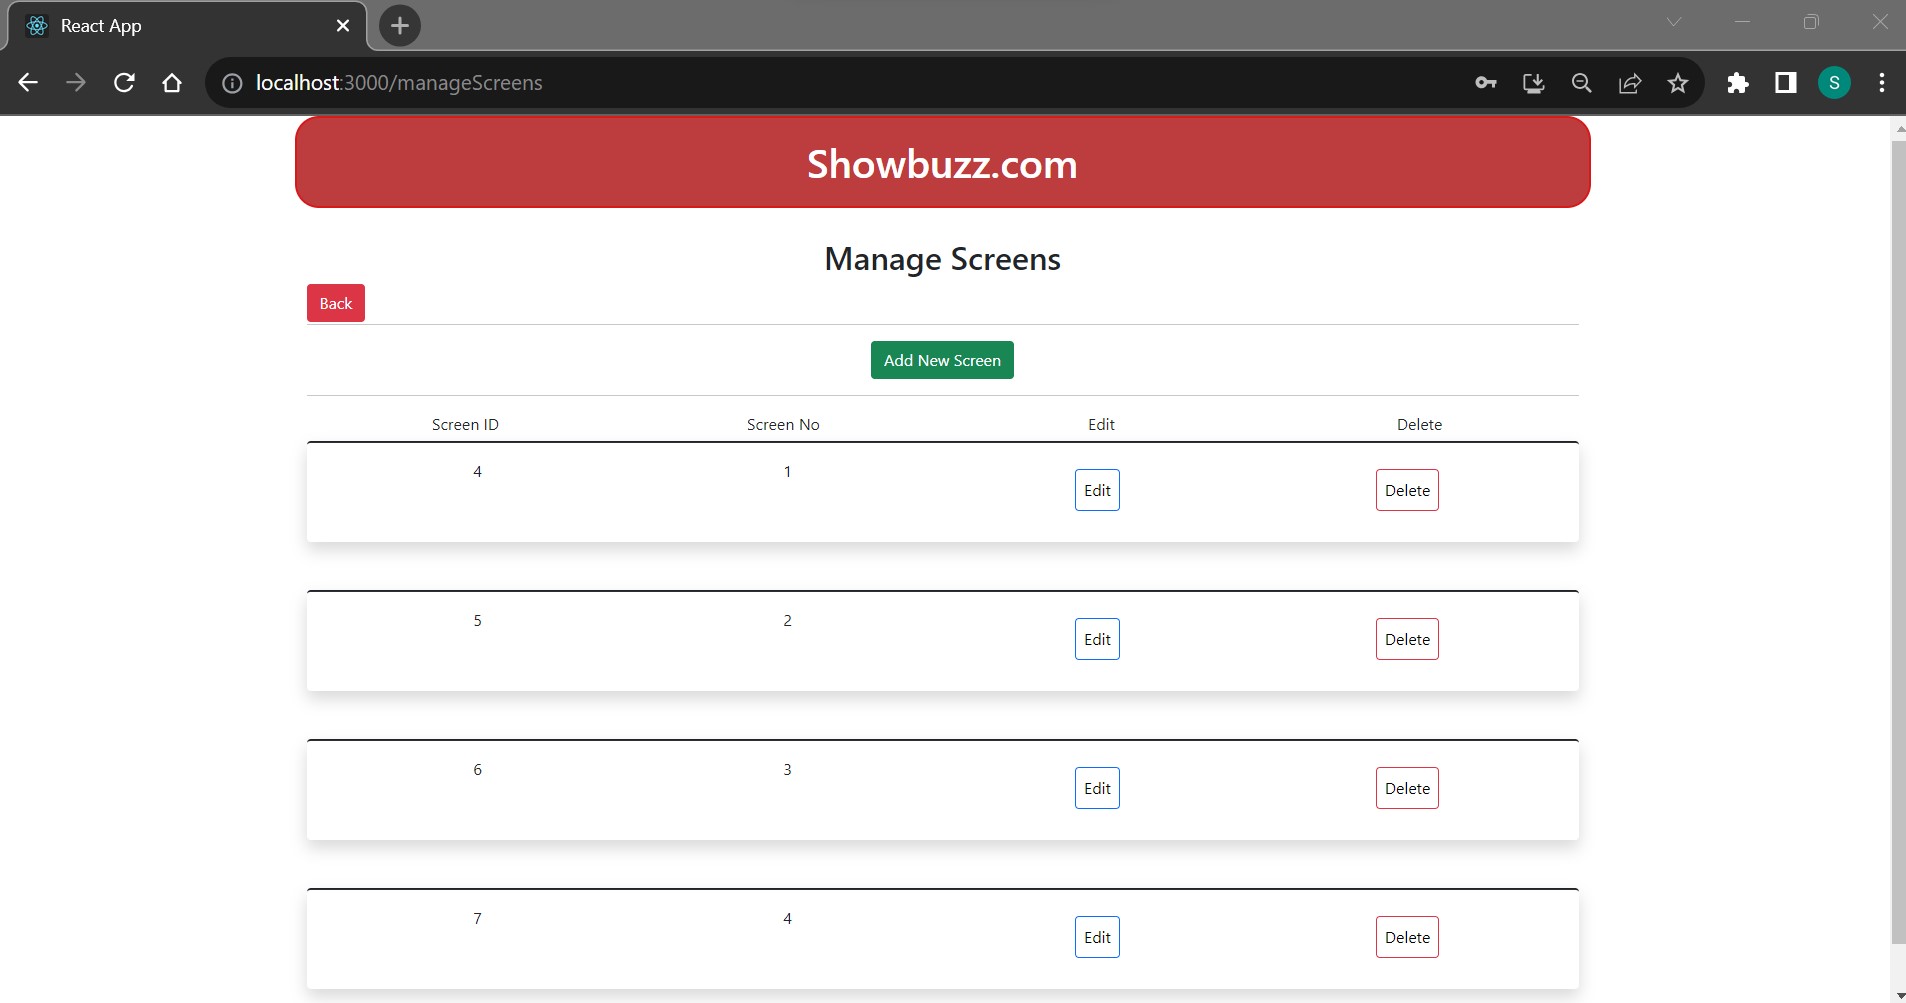 React App
localhost:3000/manageScreens
S
Showbuzz.com
Manage Screens
Back
Add New Screen
Screen ID Screen No Edit Delete
4 1 Edit Delete
5 2 Edit Delete
6 3 Edit Delete
7 4 Edit Delete